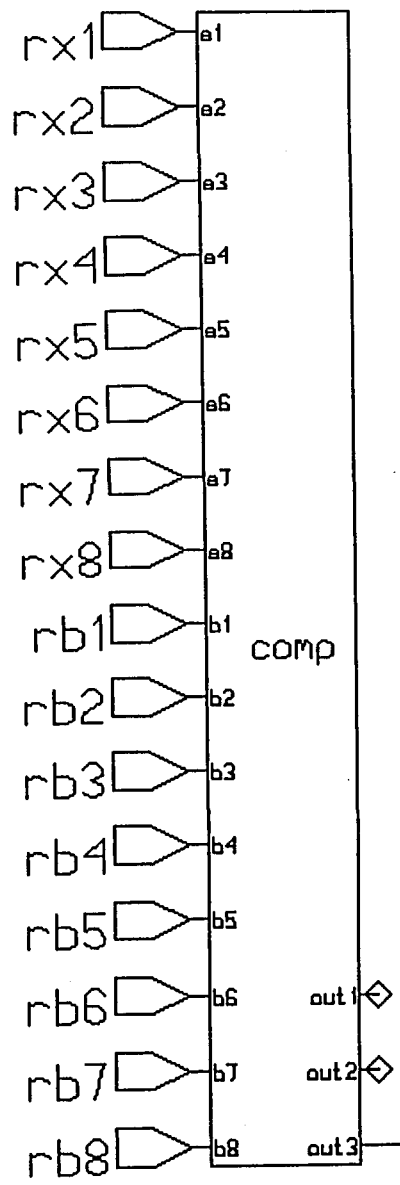 rx1 a1
rx2 a2
rx3 a3
rx4 a4
rx5 a5
rx6 a6
rx7 a7
rx8 a8
rb1 b1
comp
rb2 b2
rb3 b3
rb4 b4
rb5 b5
rb6 b6 out1
rb7 b7 out2
rb8 b8 out3